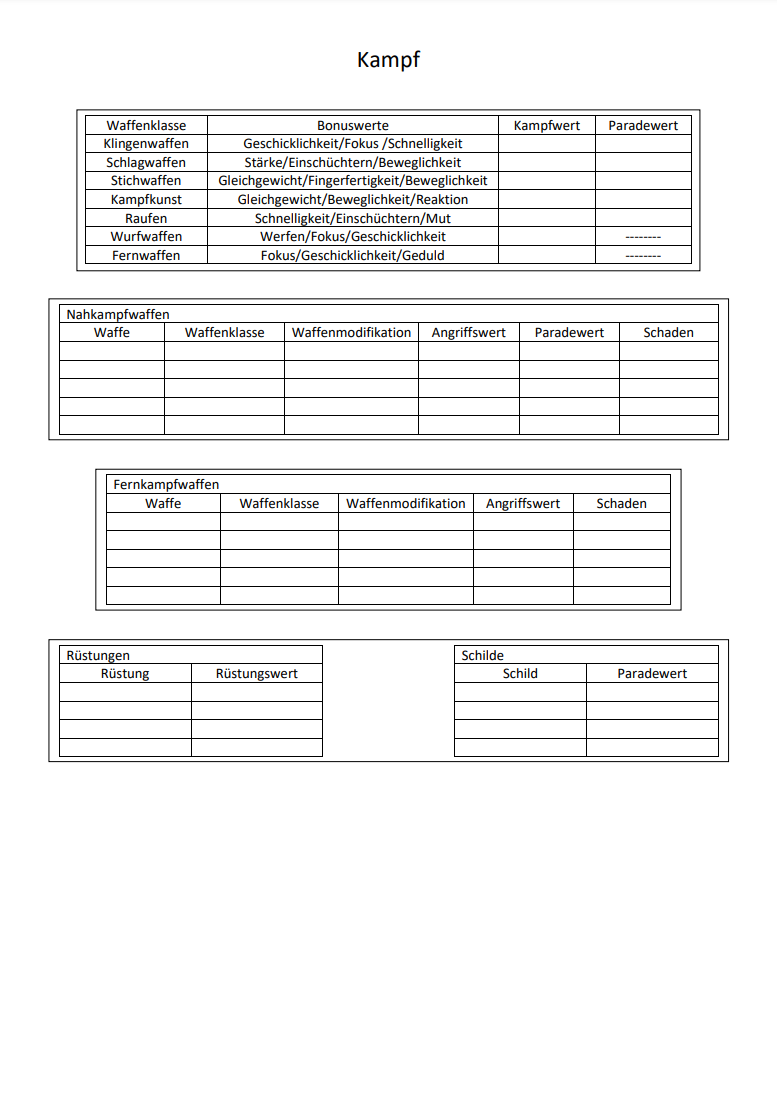 Kampf
Waffenklasse Bonuswerte Kampfwert Paradewert
Klingenwaffen Geschicklichkeit/Fokus /Schnelligkeit
Schlagwaffen Stärke/Einschüchtern/Beweglichkeit
Stichwaffen Gleichgewicht/Fingerfertigkeit/Beweglichkeit
Kampfkunst Gleichgewicht/Beweglichkeit/Reaktion
Raufen Schnelligkeit/Einschüchtern/Mut
Wurfwaffen Werfen/Fokus/Geschicklichkeit --------
Fernwaffen Fokus/Geschicklichkeit/Geduld --------
Nahkampfwaffen
Waffe Waffenklasse Waffenmodifikation Angriffswert Paradewert Schaden
Fernkampfwaffen
Waffe Waffenklasse Waffenmodifikation Angriffswert Schaden
Rüstungen
Rüstung Rüstungswert
Schilde
Schild Paradewert